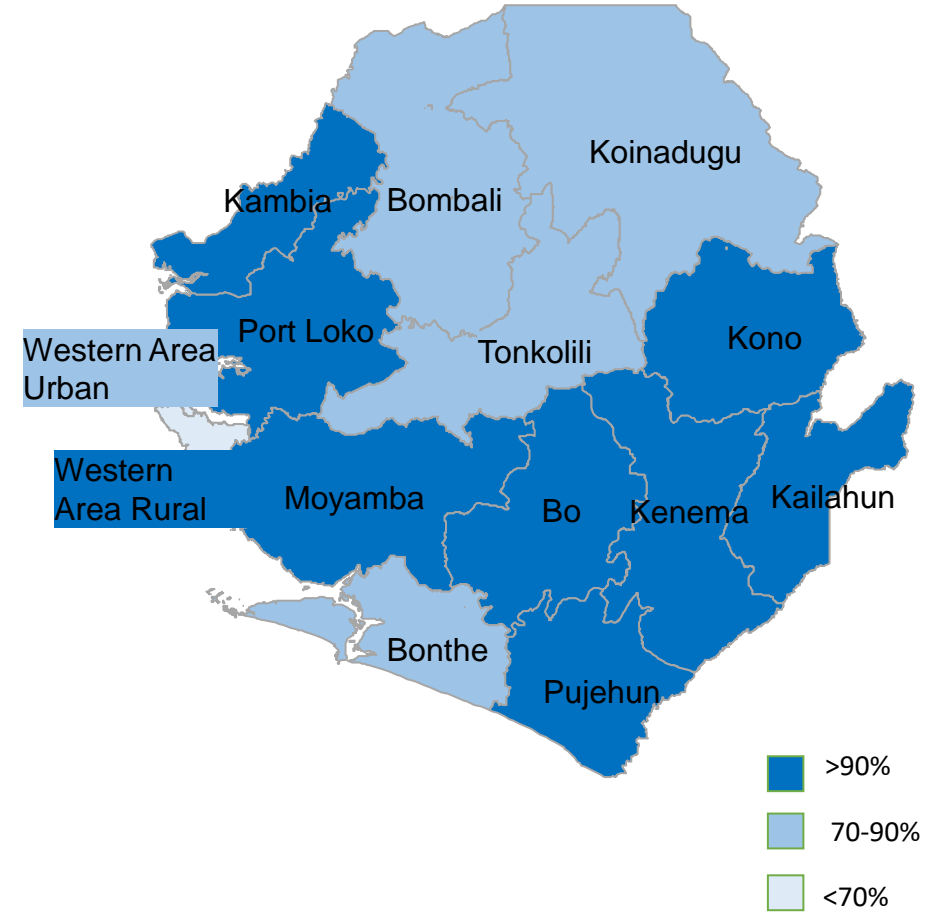 Koinadugu
Kambia
Bombali
Port Loko
Kono
Western Area
Urban
Tonkolili
Western
Area Rural
Moyamba
Bo
Kenema
Kailahun
Bonthe
Pujehun
>90%
70-90%
<70%